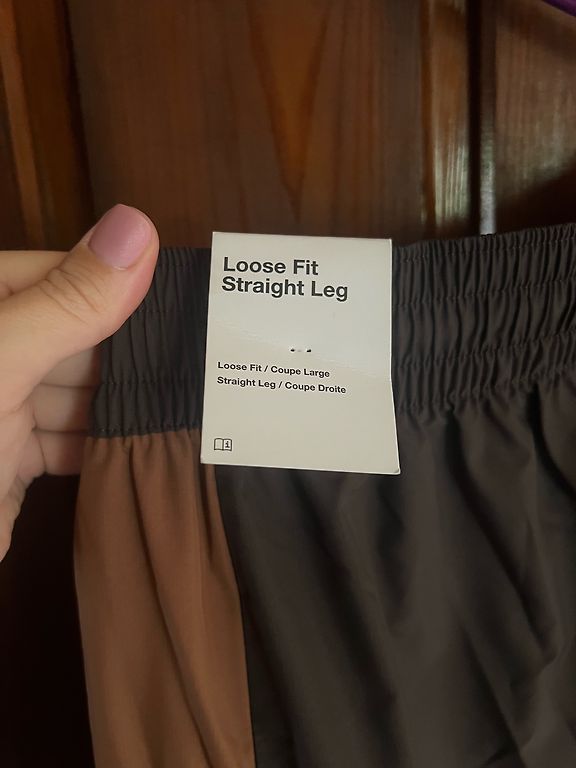 Loose Fit
Straight Leg
Loose Fit / Coupe Large
Straight Leg / Coupe Droite